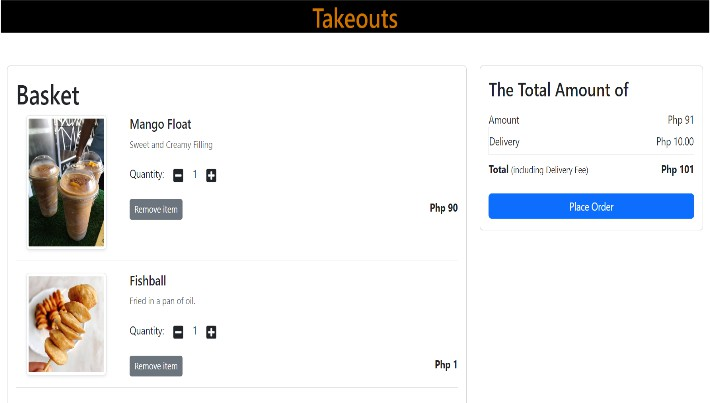 Takeouts
Basket
Mango Float
Sweet and Creamy Filling
Quantity: 1
Remove item
Php 90
Fishball
Fried in a pan of oil.
Quantity: 1
Remove item
Php 1
The Total Amount of
Amount Php 91
Delivery Php 10.00
Total (including Delivery Fee) Php 101
Place Order